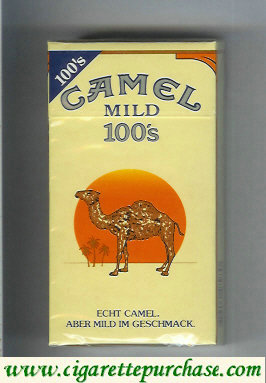 100's
CAMEL
MILD
100's
ECHT CAMEL.
ABER MILD IM GESCHMACK.
www.cigarettepurchase.com